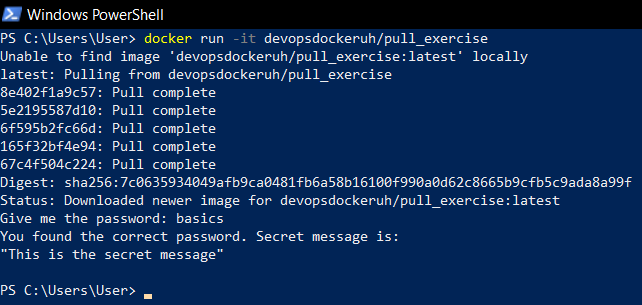 Windows PowerShell
PS C:\Users\User> docker run -it devopsdockeruh/pull_exercise
Unable to find image 'devopsdockeruh/pull_exercise:latest' locally
latest: Pulling from devopsdockeruh/pull_exercise
8e402f1a9c57: Pull complete
5e2195587d10: Pull complete
6f595b2fc66d: Pull complete
165f32bf4e94: Pull complete
67c4f504c224: Pull complete
Digest: sha256:7c0635934049afb9ca0481fb6a58b16100f990a0d62c8665b9cfb5c9ada8a99f
Status: Downloaded newer image for devopsdockeruh/pull_exercise:latest
Give me the password: basics
You found the correct password. Secret message is:
"This is the secret message"
PS C:\Users\User>